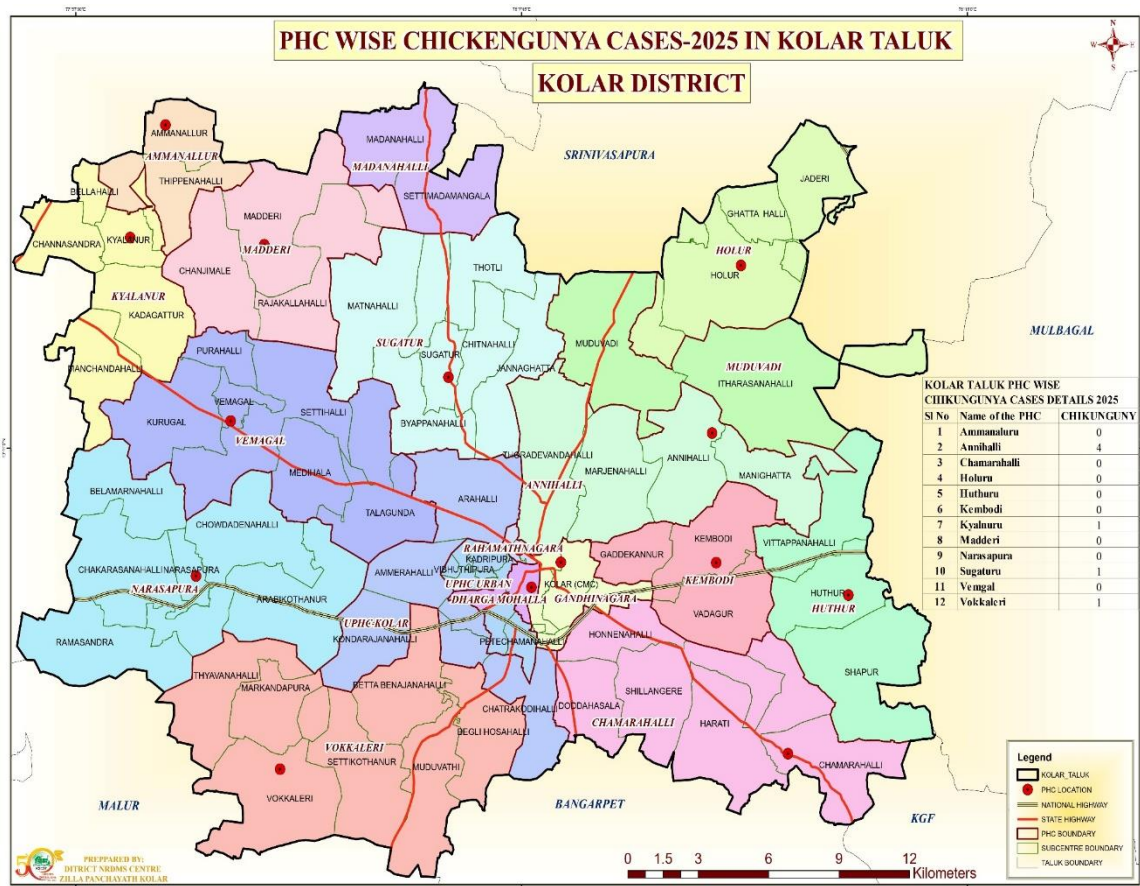 PHC WISE CHICKENGUNYA CASES-2025 IN KOLAR TALUK
KOLAR DISTRICT
N
W
E
S
SRINIVASAPURA
MULBAGAL
MALUR
BANGARPET
KGF
AMMANALLUR
AMMANALLUR
THIPPENAHALLI
BELLAHALLI
CHANNASANDRA
KYALANUR
KYALANUR
KADAGATTUR
MANCHANDAHALLI
MADDERI
MADDERI
CHANJIMALE
RAJAKALLAHALLI
MADANAHALLI
MADANAHALLI
SETTIMADAMANGALA
THOTLI
MATNAHALLI
SUGATUR
SUGATUR
CHITNAHALLI
JANNAGHATTA
BYAPPANAHALLI
JADERI
GHATTA HALLI
HOLUR
HOLUR
MUDUVADI
MUDUVADI
ITHARASANAHALLI
PURAHALLI
VEMAGAL
KURUGAL
VEMAGAL
SETTIHALLI
MEDIHALA
TALAGUNDA
THORADEVANDAHALLI
MARJENAHALLI
ANNIHALLI
ANNIHALLI
MANIGHATTA
ARAHALLI
BELAMARNAHALLI
CHOWDADENAHALLI
CHAKARASANAHALLI
NARASAPURA
NARASAPURA
ARABIKOTHANUR
RAMASANDRA
RAHAMATHNAGARA
KADRIPURA
AMMERAHALLI
VIBHUTHIPURA
UPHC URBAN
DHARGA MOHALLA
KOLAR (CMC)
GANDHINAGARA
UPHC-KOLAR
KONDARAJANAHALLI
PETECHAMANAHALLI
GADDEKANNUR
KEMBODI
KEMBODI
VADAGUR
VITTAPPANAHALLI
HUTHUR
HUTHUR
SHAPUR
HONNENAHALLI
SHILLANGERE
DODDAHASALA
CHAMARAHALLI
HARATI
CHAMARAHALLI
THYAVANAHALLI
MARKANDAPURA
BETTA BENAJANAHALLI
CHATRAKODIHALLI
BEGLI HOSAHALLI
VOKKALERI
SETTIKOTHANUR
MUDUVATHI
VOKKALERI
KOLAR TALUK PHC WISE
CHIKUNGUNYA CASES DETAILS 2025
Sl No Name of the PHC CHIKUNGUNY
1 Ammanaluru 0
2 Annihalli 4
3 Chamarahalli 0
4 Holuru 0
5 Huthuru 0
6 Kembodi 0
7 Kyalnuru 1
8 Madderi 0
9 Narasapura 0
10 Sugaturu 1
11 Vemgal 0
12 Vokkaleri 1
Legend
KOLAR_TALUK
PHC LOCATION
NATIONAL HIGHWAY
STATE HIGHWAY
PHC BOUNDARY
SUBCENTRE BOUNDARY
TALUK BOUNDARY
PREPPARED BY:
DITRICT NRDMS CENTRE
ZILLA PANCHAYATH KOLAR
0 1.5 3 6 9 12
Kilometers